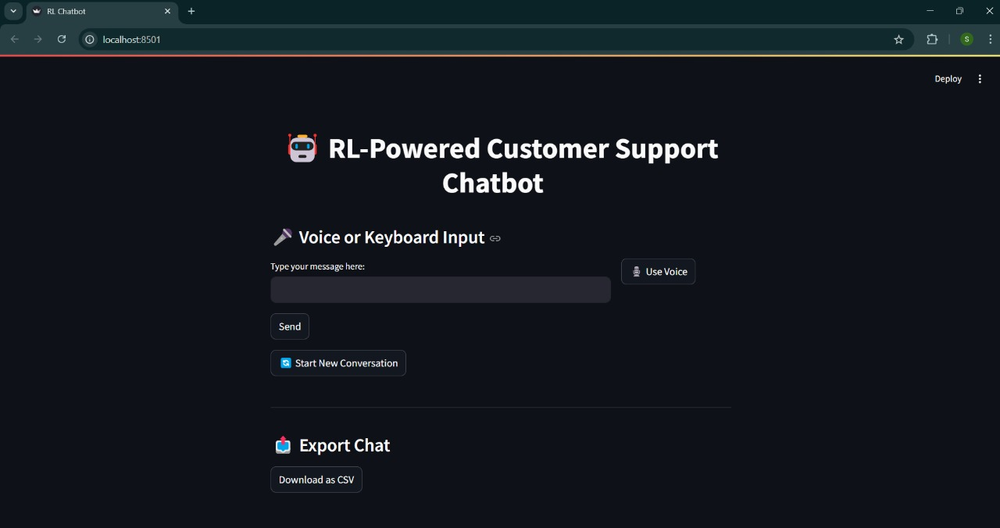 RL Chatbot
localhost:8501
S
Deploy
RL-Powered Customer Support
Chatbot
Voice or Keyboard Input
Type your message here:
Use Voice
Send
Start New Conversation
Export Chat
Download as CSV